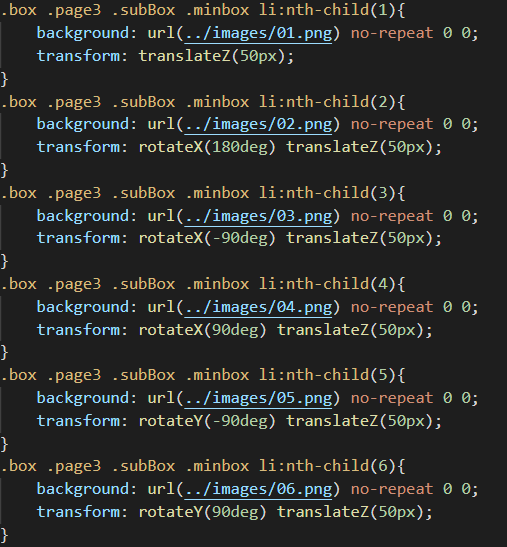 .box .page3 .subBox .minbox li:nth-child(1){
    background: url(../images/01.png) no-repeat 0 0;
    transform: translateZ(50px);
}
.box .page3 .subBox .minbox li:nth-child(2){
    background: url(../images/02.png) no-repeat 0 0;
    transform: rotateX(180deg) translateZ(50px);
}
.box .page3 .subBox .minbox li:nth-child(3){
    background: url(../images/03.png) no-repeat 0 0;
    transform: rotateX(-90deg) translateZ(50px);
}
.box .page3 .subBox .minbox li:nth-child(4){
    background: url(../images/04.png) no-repeat 0 0;
    transform: rotateX(90deg) translateZ(50px);
}
.box .page3 .subBox .minbox li:nth-child(5){
    background: url(../images/05.png) no-repeat 0 0;
    transform: rotateY(-90deg) translateZ(50px);
}
.box .page3 .subBox .minbox li:nth-child(6){
    background: url(../images/06.png) no-repeat 0 0;
    transform: rotateY(90deg) translateZ(50px);
}